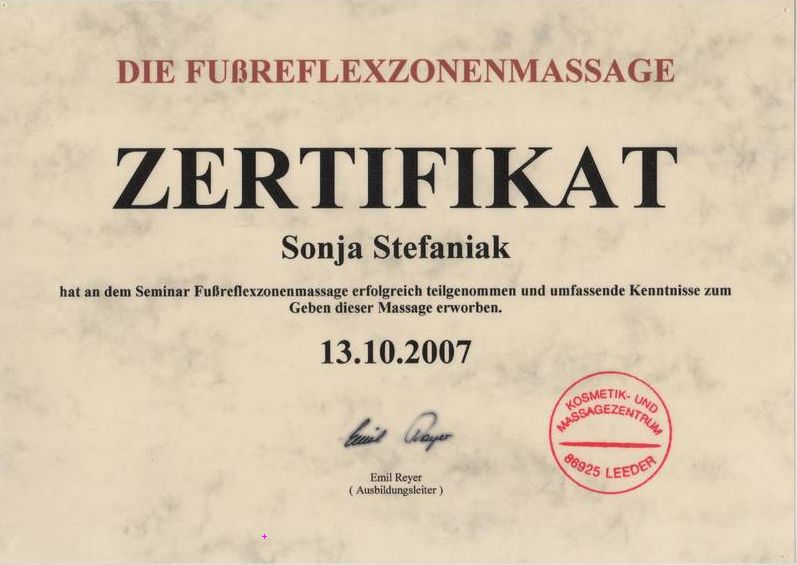 DIE FUßREFLEXZONENMASSAGE
ZERTIFIKAT
Sonja Stefaniak
hat an dem Seminar Fußreflexzonenmassage erfolgreich teilgenommen und umfassende Kenntnisse zum
Geben dieser Massage erworben.
13.10.2007
Emil Reyer
Emil Reyer
( Ausbildungsleiter )
KOSMETIK- UND
MASSAGEZENTRUM
86925 LEEDER